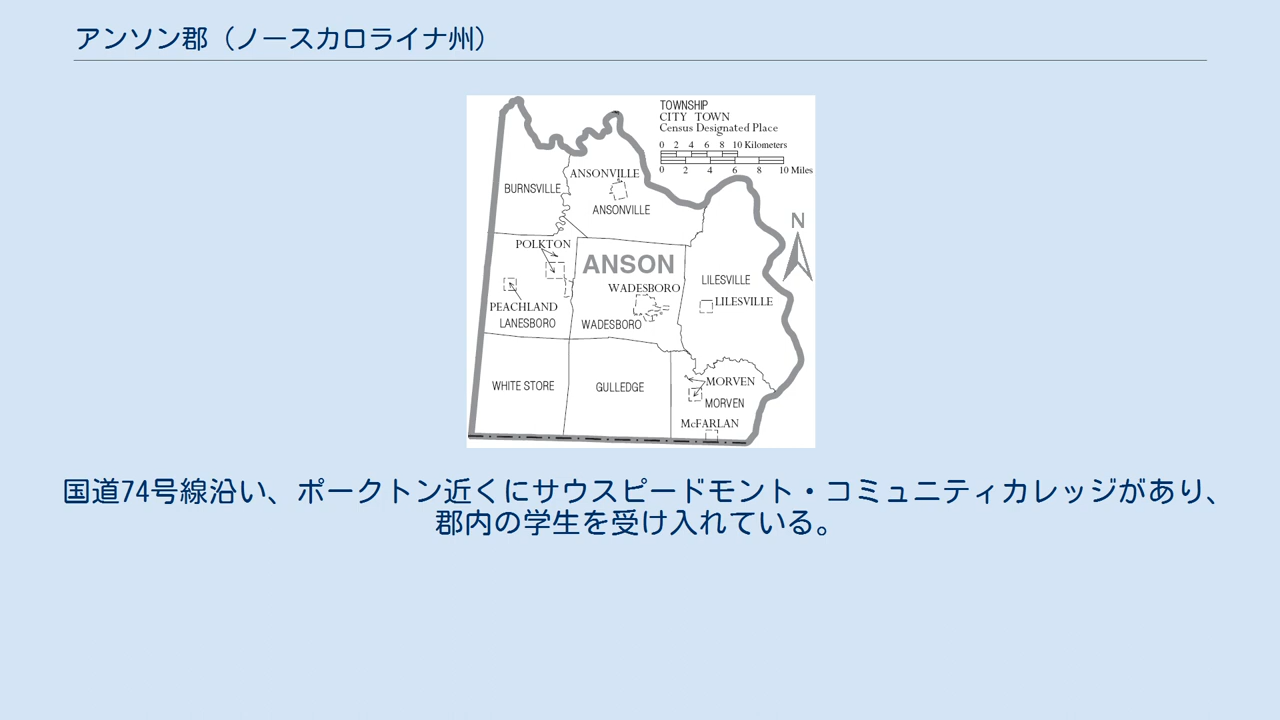 アンソン郡（ノースカロライナ州）
TOWNSHIP
CITY TOWN
Census Designated Place
0 2 4 6 8 10 Kilometers
0 2 4 6 8 10 Miles
ANSONVILLE
BURNSVILLE
ANSONVILLE
N
POLKTON
ANSON
LILESVILLE
WADESBORO
LILESVILLE
PEACHLAND
LANESBORO
WADESBORO
MORVEN
WHITE STORE
GULLEDGE
MORVEN
McFARLAN
国道74号線沿い、ポークトン近くにサウスピードモント・コミュニティカレッジがあり、
郡内の学生を受け入れている。